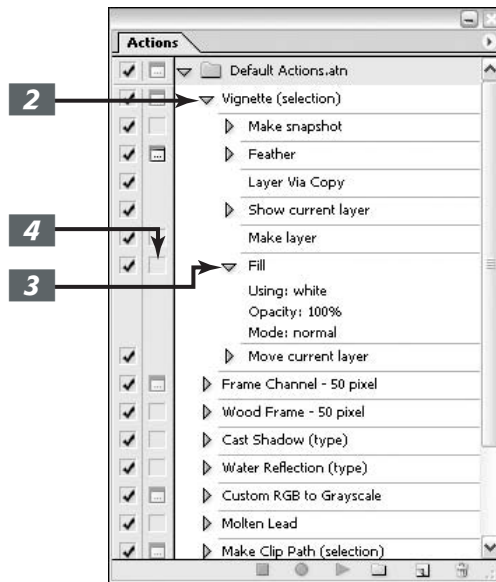 Actions
Default Actions.atn
2
Vignette (selection)
Make snapshot
Feather
Layer Via Copy
Show current layer
4
Make layer
3
Fill
Using: white
Opacity: 100%
Mode: normal
Move current layer
Frame Channel - 50 pixel
Wood Frame - 50 pixel
Cast Shadow (type)
Water Reflection (type)
Custom RGB to Grayscale
Molten Lead
Make Clip Path (selection)